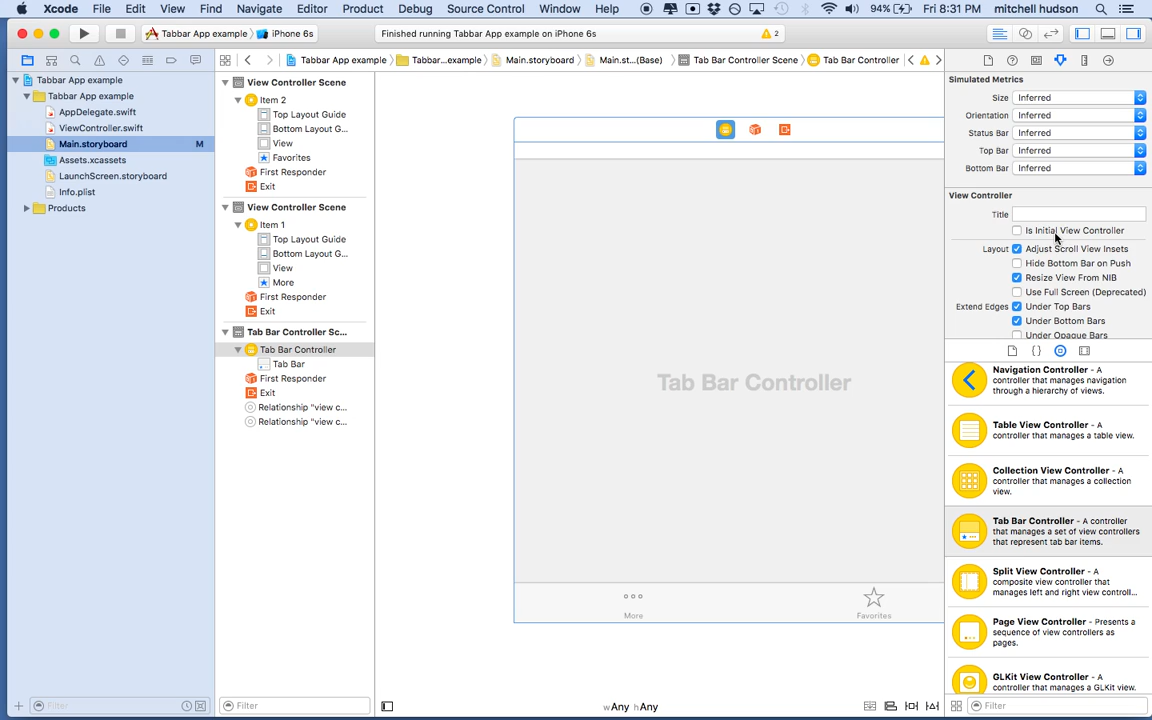 Xcode File Edit View Find Navigate Editor Product Debug Source Control Window Help 94% Fri 8:31 PM mitchell hudson
Tabbar App example iPhone 6s Finished running Tabbar App example on iPhone 6s 2
Tabbar App example Tabbar...example Main.storyboard Main.st...(Base) Tab Bar Controller Scene Tab Bar Controller
Tabbar App example
Tabbar App example
AppDelegate.swift
ViewController.swift
Main.storyboard M
Assets.xcassets
LaunchScreen.storyboard
Info.plist
Products
Filter
View Controller Scene
Item 2
Top Layout Guide
Bottom Layout G...
View
Favorites
First Responder
Exit
View Controller Scene
Item 1
Top Layout Guide
Bottom Layout G...
View
More
First Responder
Exit
Tab Bar Controller Sc...
Tab Bar Controller
Tab Bar
First Responder
Exit
Relationship "view c...
Relationship "view c...
Filter
Tab Bar Controller
More
Favorites
wAny hAny
Simulated Metrics
Size Inferred
Orientation Inferred
Status Bar Inferred
Top Bar Inferred
Bottom Bar Inferred
View Controller
Title
Is Initial View Controller
Layout Adjust Scroll View Insets
Hide Bottom Bar on Push
Resize View From NIB
Use Full Screen (Deprecated)
Extend Edges Under Top Bars
Under Bottom Bars
Under Opaque Bars
Navigation Controller - A
controller that manages navigation
through a hierarchy of views.
Table View Controller - A
controller that manages a table view.
Collection View Controller - A
controller that manages a collection
view.
Tab Bar Controller - A controller
that manages a set of view controllers
that represent tab bar items.
Split View Controller - A
composite view controller that
manages left and right view controll...
Page View Controller - Presents a
sequence of view controllers as
pages.
GLKit View Controller - A
controller that manages a GLKit view.
Filter